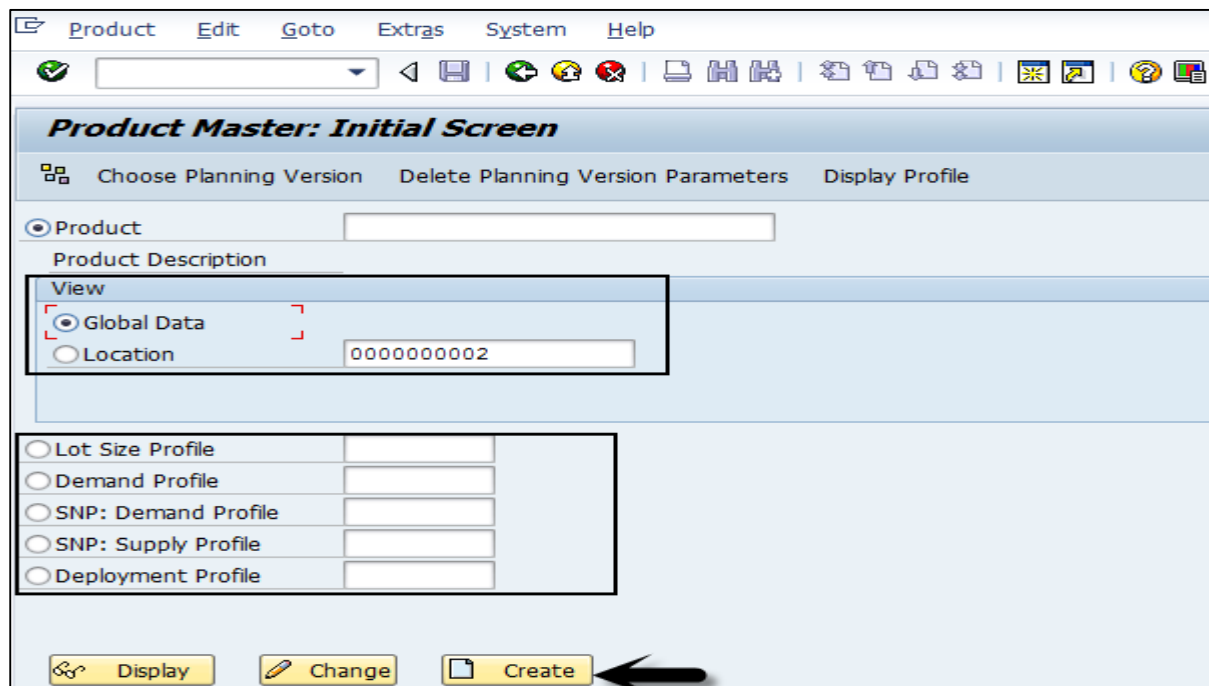 Product Edit Goto Extras System Help
Product Master: Initial Screen
Choose Planning Version Delete Planning Version Parameters Display Profile
Product
Product Description
View
Global Data
Location 0000000002
Lot Size Profile
Demand Profile
SNP: Demand Profile
SNP: Supply Profile
Deployment Profile
Display Change Create